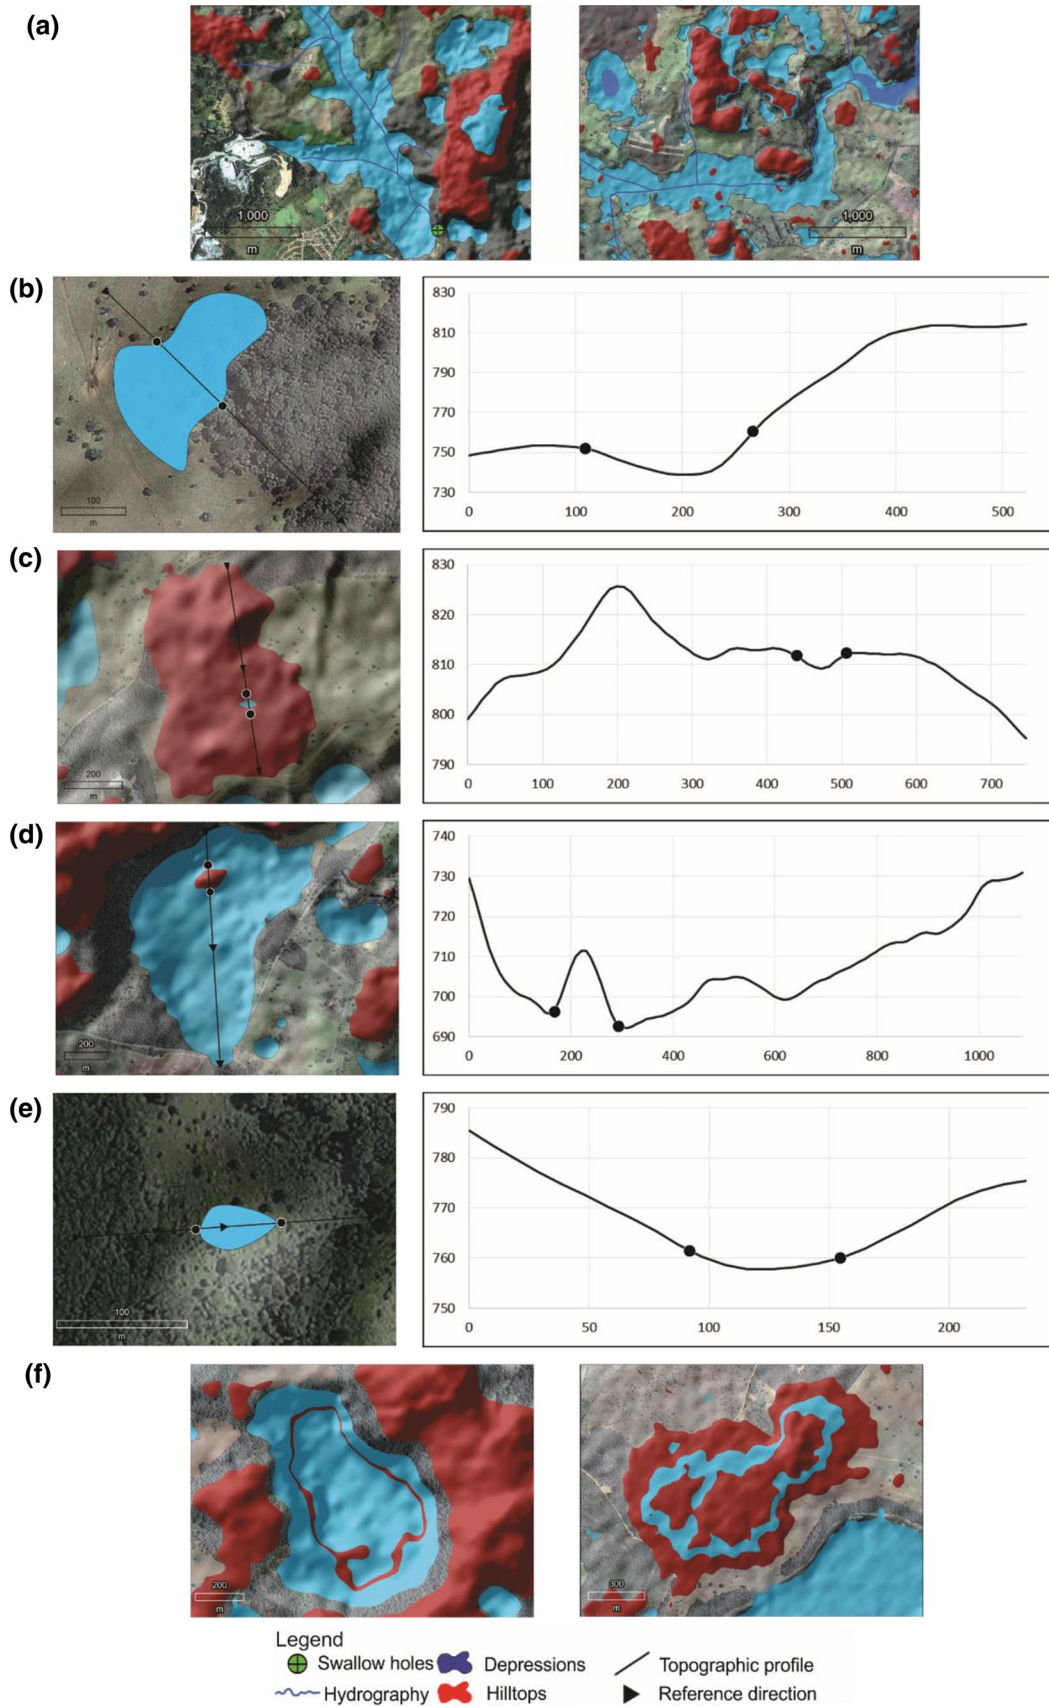 (a)
1,000
m
1,000
m
(b)
100
m
830
810
790
770
750
730
0 100 200 300 400 500
(c)
200
m
830
820
810
800
790
0 100 200 300 400 500 600 700
(d)
200
m
740
730
720
710
700
690
0 200 400 600 800 1000
(e)
100
m
790
780
770
760
750
0 50 100 150 200
(f)
200
m
300
m
Legend
Swallow holes Depressions Topographic profile
Hydrography Hilltops Reference direction